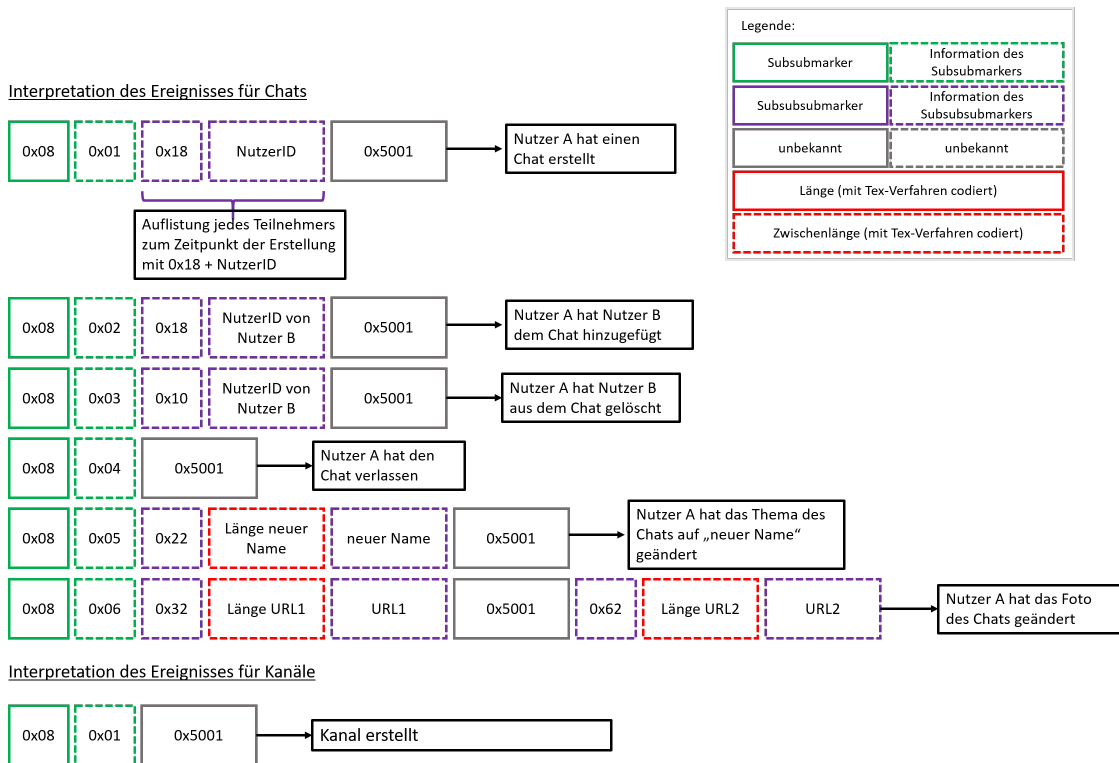 Legende:
Subsubmarker
Information des
Subsubmarkers
Subsubsubmarker
Information des
Subsubsubmarkers
unbekannt
unbekannt
Länge (mit Tex-Verfahren codiert)
Zwischenlänge (mit Tex-Verfahren codiert)
Interpretation des Ereignisses für Chats
0x08 0x01 0x18 NutzerID 0x5001
Nutzer A hat einen
Chat erstellt
Auflistung jedes Teilnehmers
zum Zeitpunkt der Erstellung
mit 0x18 + NutzerID
0x08 0x02 0x18
NutzerID von
Nutzer B
0x5001
Nutzer A hat Nutzer B
dem Chat hinzugefügt
0x08 0x03 0x10
NutzerID von
Nutzer B
0x5001
Nutzer A hat Nutzer B
aus dem Chat gelöscht
0x08 0x04 0x5001
Nutzer A hat den
Chat verlassen
0x08 0x05 0x22
Länge neuer
Name
neuer Name 0x5001
Nutzer A hat das Thema des
Chats auf „neuer Name“
geändert
0x08 0x06 0x32 Länge URL1 URL1 0x5001 0x62 Länge URL2 URL2
Nutzer A hat das Foto
des Chats geändert
Interpretation des Ereignisses für Kanäle
0x08 0x01 0x5001
Kanal erstellt